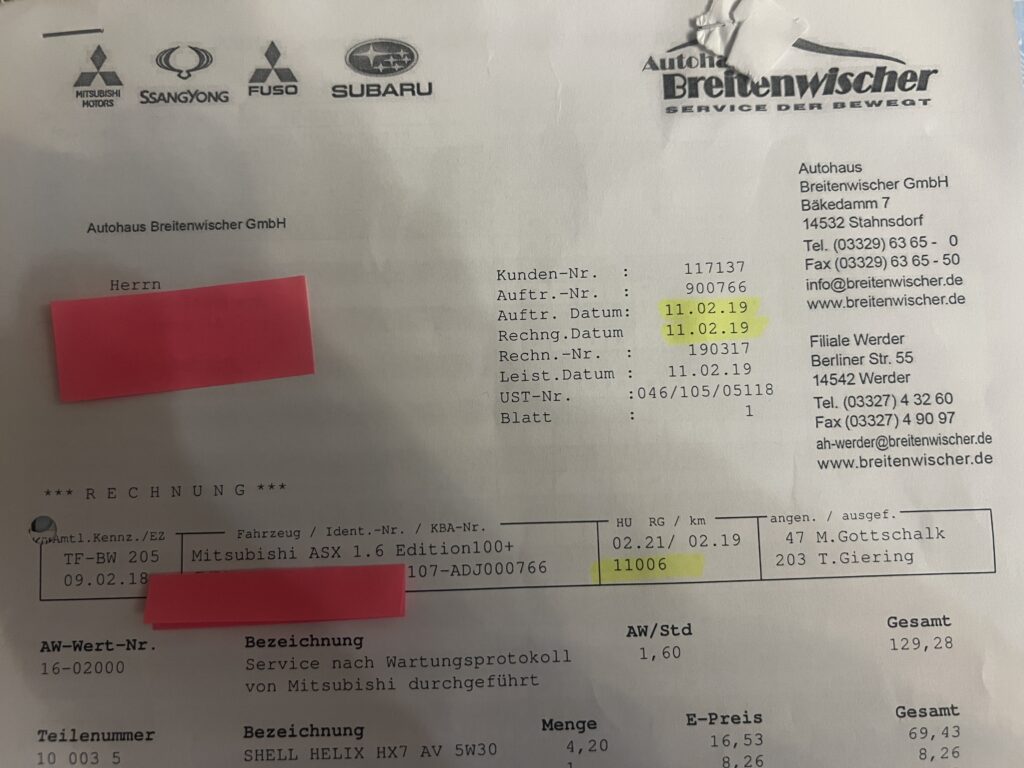 MITSUBISHI
MOTORS
SSANGYONG
FUSO
SUBARU
Breitenwischer
SERVICE DER BEWEGT
Autohaus
Breitenwischer GmbH
Bäkedamm 7
14532 Stahnsdorf
Tel. (03329) 63 65 - 0
Fax (03329) 63 65 - 50
info@breitenwischer.de
www.breitenwischer.de
Filiale Werder
Berliner Str. 55
14542 Werder
Tel. (03327) 4 32 60
Fax (03327) 4 90 97
ah-werder@breitenwischer.de
www.breitenwischer.de
Autohaus Breitenwischer GmbH
Herrn
Kunden-Nr. : 117137
Auftr.-Nr. : 900766
Auftr. Datum: 11.02.19
Rechng.Datum 11.02.19
Rechn.-Nr. : 190317
Leist.Datum : 11.02.19
UST-Nr. :046/105/05118
Blatt : 1
*** R E C H N U N G ***
Amtl.Kennz./EZ Fahrzeug / Ident.-Nr. / KBA-Nr. HU RG / km angen. / ausgef.
TF-BW 205 Mitsubishi ASX 1.6 Edition100+ 02.21/ 02.19 47 M.Gottschalk
09.02.18 107-ADJ000766 11006 203 T.Giering
AW-Wert-Nr. Bezeichnung AW/Std Gesamt
16-02000 Service nach Wartungsprotokoll 1,60 129,28
von Mitsubishi durchgeführt
Teilenummer Bezeichnung Menge E-Preis Gesamt
10 003 5 SHELL HELIX HX7 AV 5W30 4,20 16,53 69,43
8,26 8,26